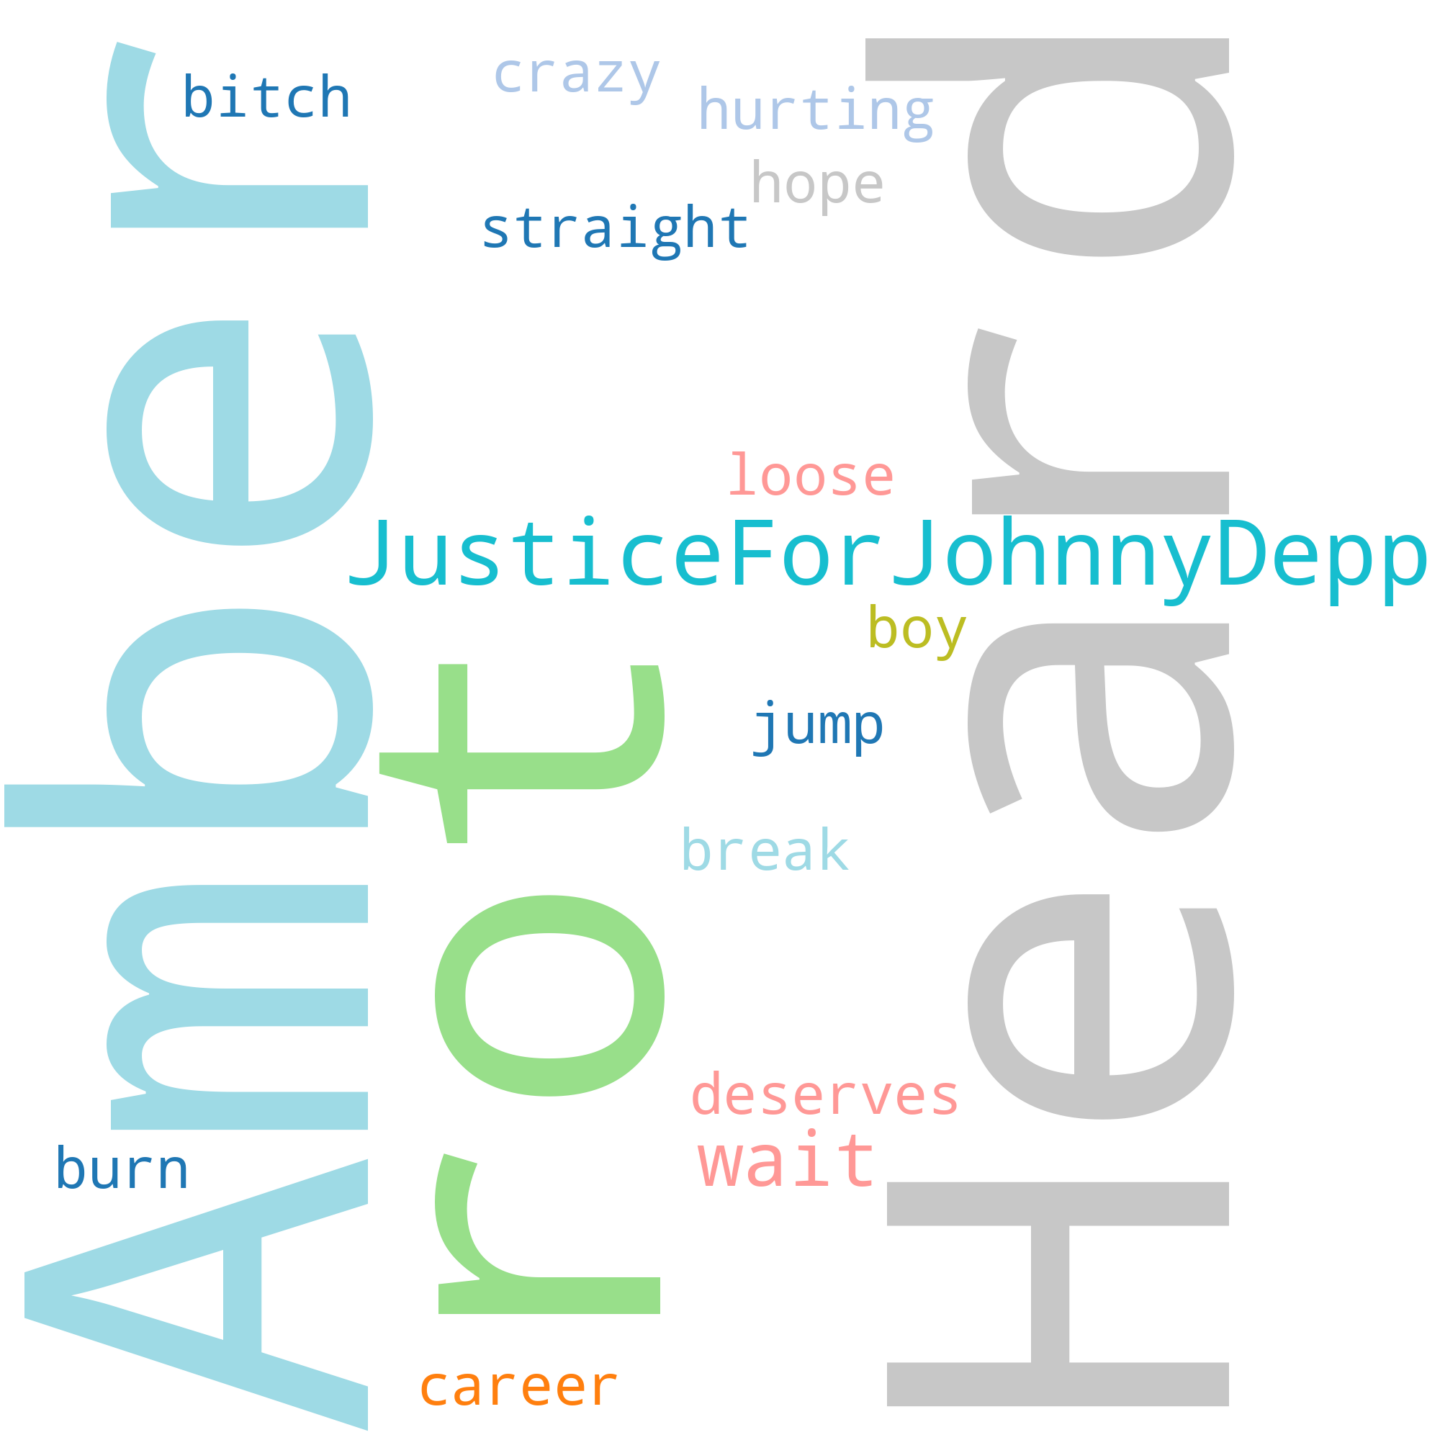 Amber
bitch
crazy
hurting
hope
straight
Heard
loose
JusticeForJohnnyDepp
boy
rot
jump
break
deserves
wait
burn
career